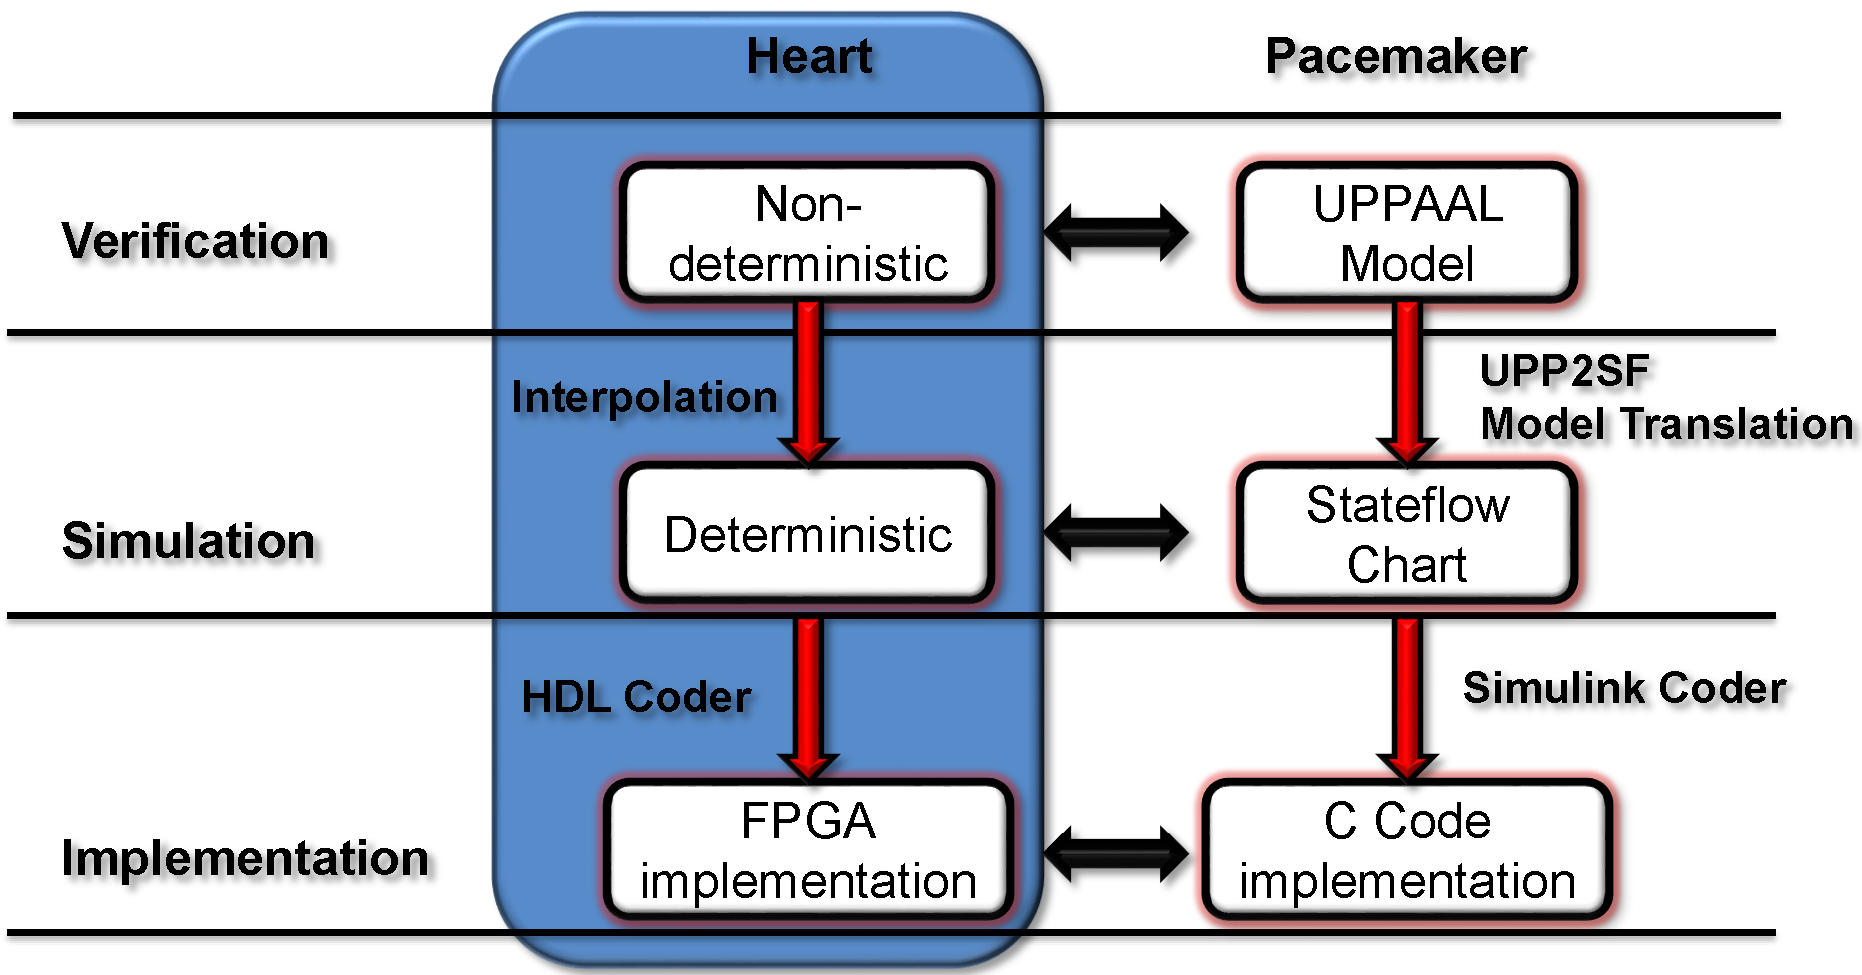 Heart
Pacemaker
Verification
Non-
deterministic
UPPAAL
Model
Interpolation
UPP2SF
Model Translation
Simulation
Deterministic
Stateflow
Chart
HDL Coder
Simulink Coder
Implementation
FPGA
implementation
C Code
implementation